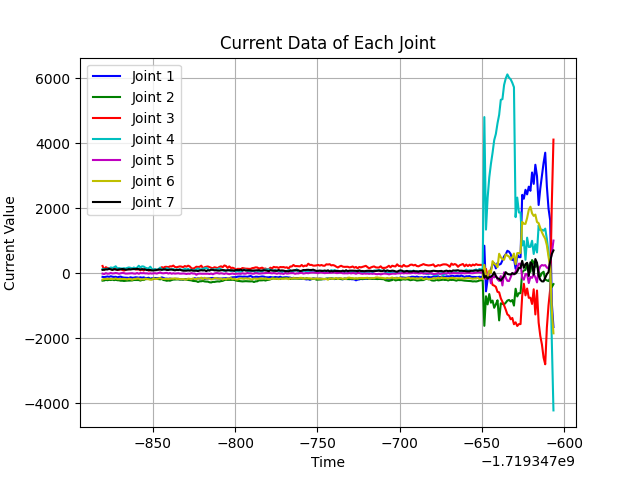 Current Data of Each Joint
Joint 1
Joint 2
Joint 3
Joint 4
Joint 5
Joint 6
Joint 7
Current Value
6000
4000
2000
0
−2000
−4000
−850
−800
−750
−700
−650
−600
Time
−1.719347e9